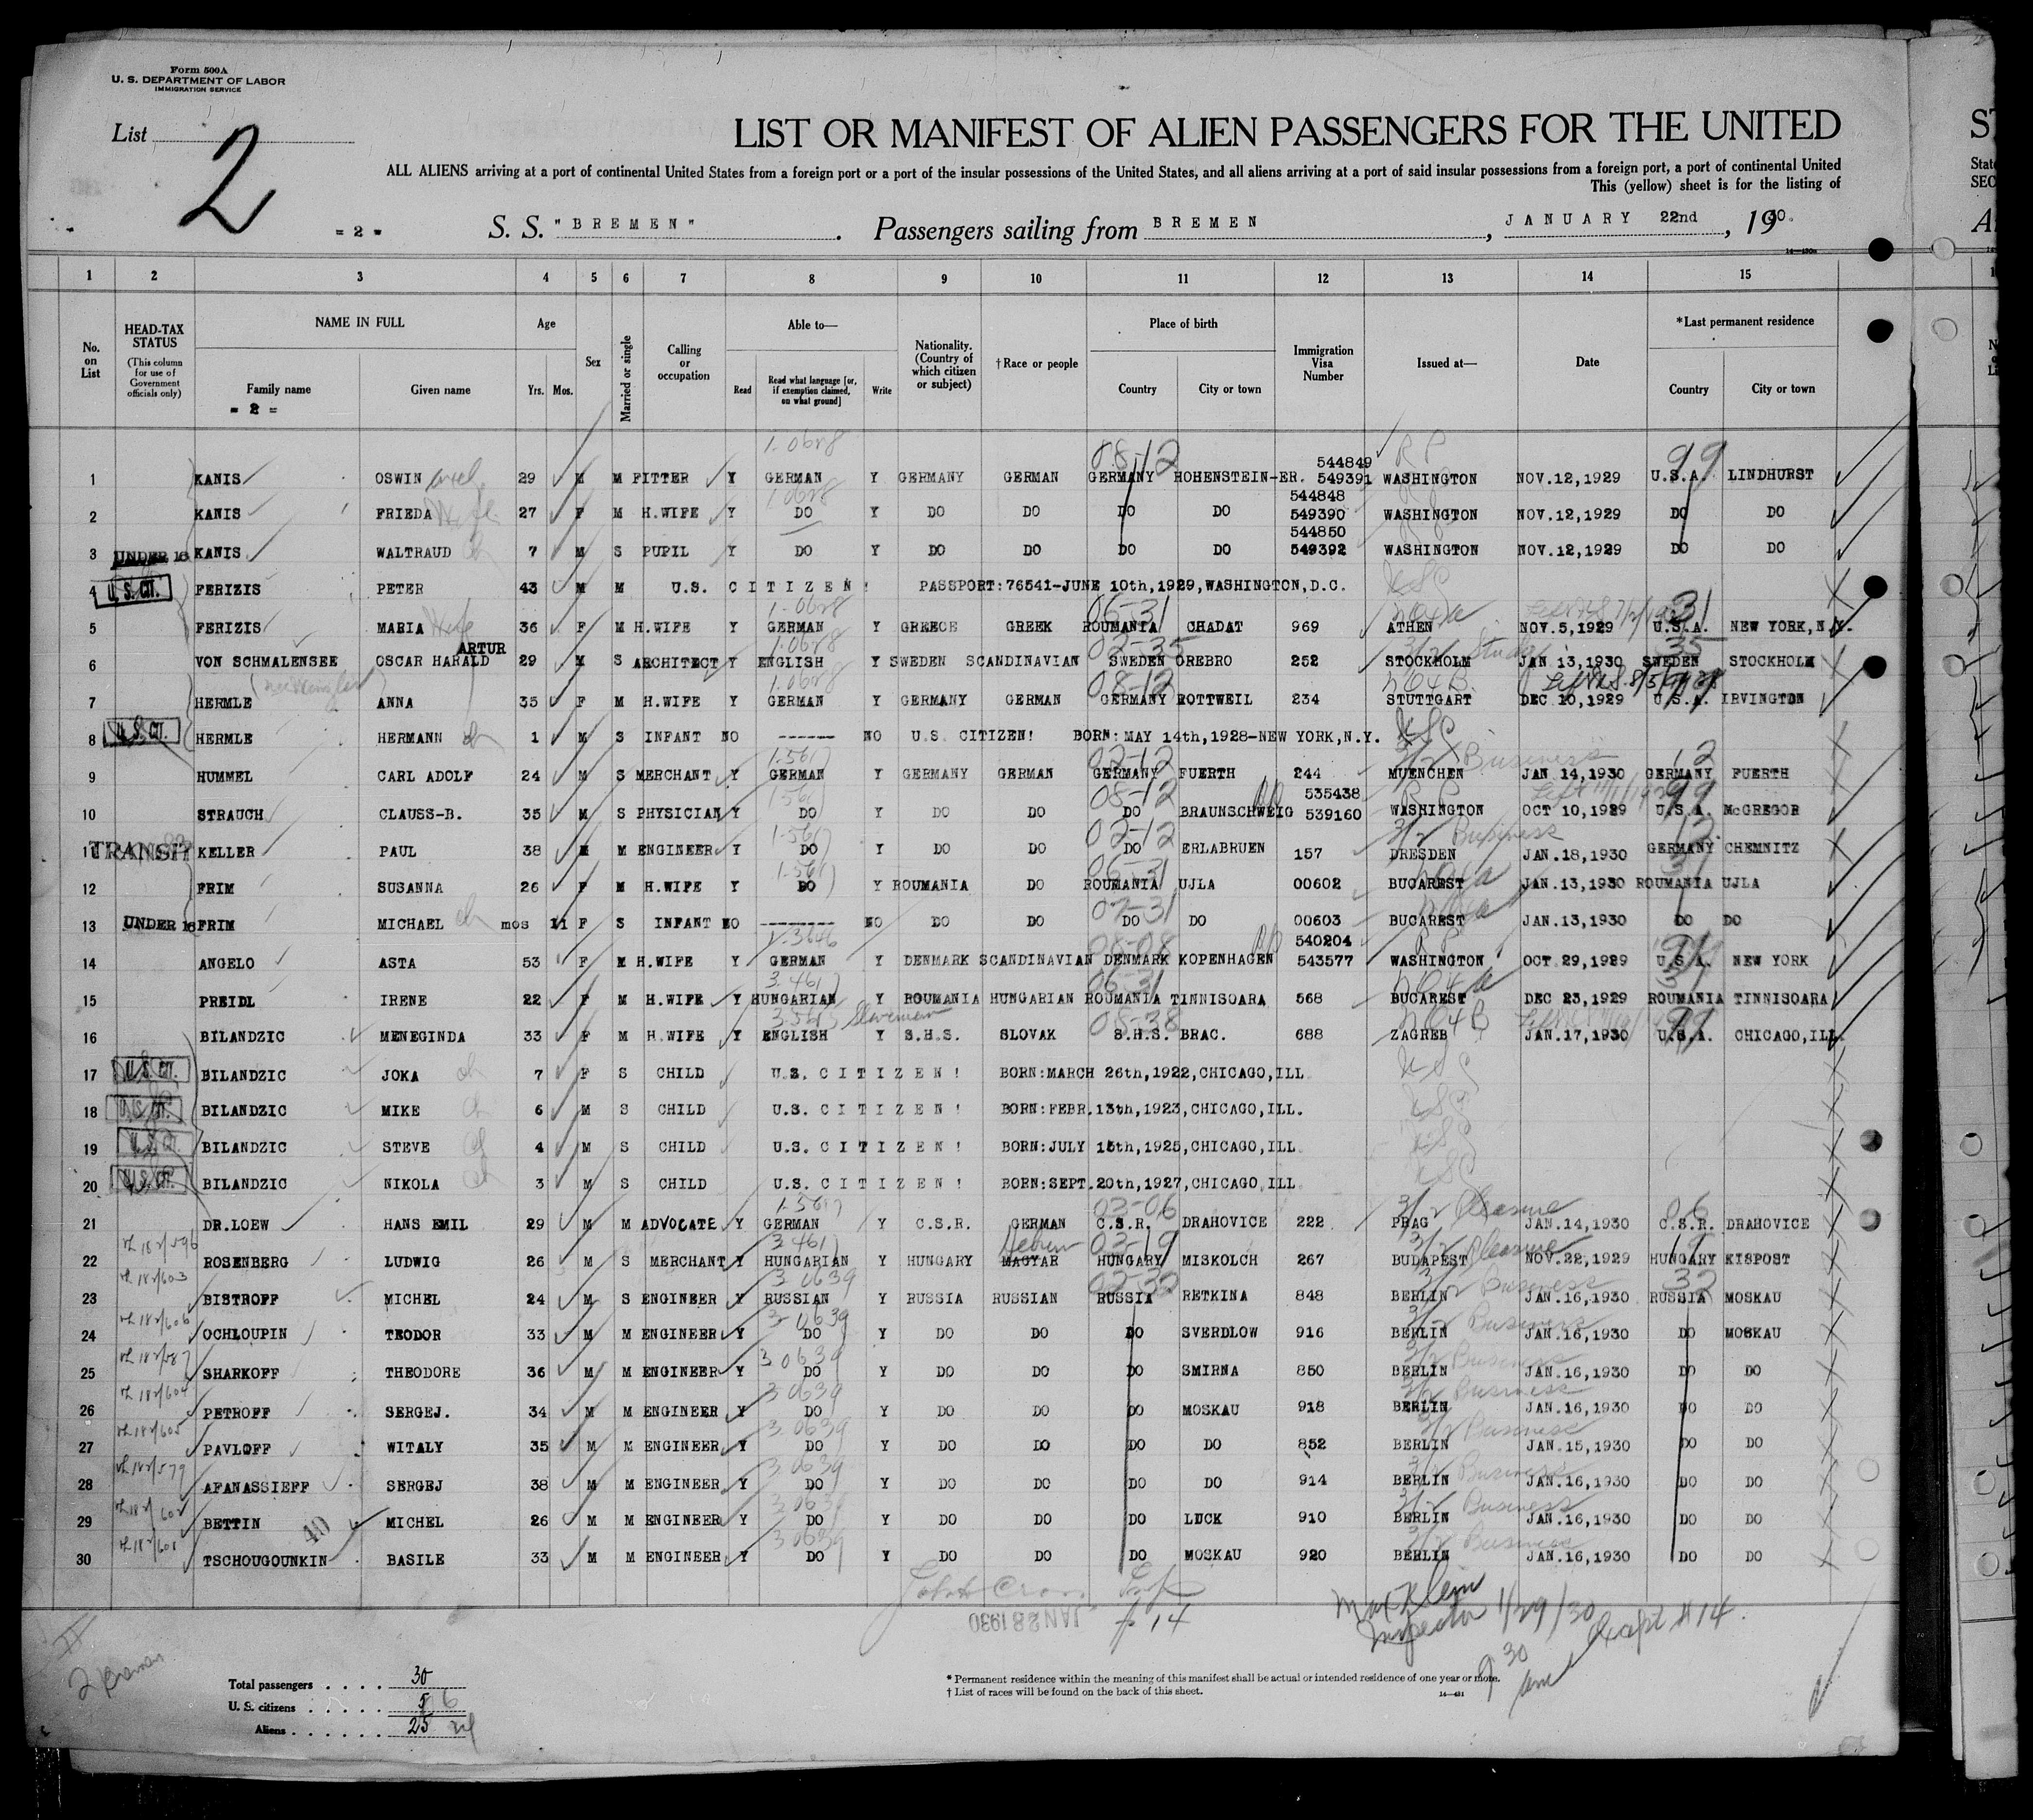 Form 500A
U. S. DEPARTMENT OF LABOR
IMMIGRATION SERVICE
List 2
LIST OR MANIFEST OF ALIEN PASSENGERS FOR THE UNITED
ALL ALIENS arriving at a port of continental United States from a foreign port or a port of the insular possessions of the United States, and all aliens arriving at a port of said insular possessions from a foreign port, a port of continental United
This (yellow) sheet is for the listing of
= 2 = S. S. "BREMEN". Passengers sailing from BREMEN, JANUARY 22nd, 1930.
1 2 3 4 5 6 7 8 9 10 11 12 13 14 15
No. on List
HEAD-TAX STATUS (This column for use of Government officials only)
NAME IN FULL Family name Given name
= 2 =
Age Yrs. Mos.
Sex
Married or single
Calling or occupation
Able to— Read Read what language [or, if exemption claimed, on what ground] Write
Nationality. (Country of which citizen or subject)
† Race or people
Place of birth Country City or town
Immigration Visa Number
Issued at—
Date
*Last permanent residence Country City or town
1 KANIS OSWIN 29 M M FITTER Y GERMAN Y GERMANY GERMAN GERMANY HOHENSTEIN-ER. 544849 549391 WASHINGTON NOV.12,1929 U.S.A. LINDHURST
2 KANIS FRIEDA 27 F M H.WIFE Y DO Y DO DO DO DO 544848 549390 WASHINGTON NOV.12,1929 DO DO
3 UNDER 16 KANIS WALTRAUD 7 M S PUPIL Y DO Y DO DO DO DO 544850 549392 WASHINGTON NOV.12,1929 DO DO
4 U.S. CIT. FERIZIS PETER 43 M M U.S. CITIZEN! PASSPORT:76541-JUNE 10th,1929,WASHINGTON,D.C.
5 FERIZIS MARIA Wife 36 F M H.WIFE Y GERMAN Y GREECE GREEK ROUMANIA CHADAT 969 ATHEN NOV.5,1929 U.S.A. NEW YORK,N.Y.
6 VON SCHMALENSEE OSCAR HARALD ARTUR 29 M S ARCHITECT Y ENGLISH Y SWEDEN SCANDINAVIAN SWEDEN OREBRO 252 STOCKHOLM JAN.13,1930 SWEDEN STOCKHOLM
7 HERMLE ANNA 35 F M H.WIFE Y GERMAN Y GERMANY GERMAN GERMANY ROTTWEIL 234 STUTTGART DEC 10,1929 U.S.A. IRVINGTON
8 U.S. CIT. HERMLE HERMANN 1 M S INFANT NO ------ NO U.S. CITIZEN! BORN:MAY 14th,1928-NEW YORK,N.Y.
9 HUMMEL CARL ADOLF 24 M S MERCHANT Y GERMAN Y GERMANY GERMAN GERMANY FUERTH 244 MUENCHEN Business JAN 14,1930 GERMANY FUERTH
10 STRAUCH CLAUSS-B. 35 M S PHYSICIAN Y DO Y DO DO DO BRAUNSCHWEIG 535438 539160 WASHINGTON OCT 10,1929 U.S.A. McGREGOR
11 TRANSIT KELLER PAUL 38 M M ENGINEER Y DO Y DO DO DO ERLABRUEN 157 DRESDEN Business JAN.18,1930 GERMANY CHEMNITZ
12 FRIM SUSANNA 26 F M H.WIFE Y DO Y ROUMANIA DO ROUMANIA UJLA 00602 BUCAREST JAN.13,1930 ROUMANIA UJLA
13 UNDER 16 FRIM MICHAEL mos 11 F S INFANT NO -------- NO DO DO DO DO 00603 BUCAREST JAN.13,1930 DO DO
14 ANGELO ASTA 53 F M H.WIFE Y GERMAN Y DENMARK SCANDINAVIAN DENMARK KOPENHAGEN 540204 543577 WASHINGTON OCT 29,1929 U.S.A. NEW YORK
15 PREIDL IRENE 22 F M H.WIFE Y HUNGARIAN Y ROUMANIA HUNGARIAN ROUMANIA TINNISOARA 568 BUCAREST DEC 23,1929 ROUMANIA TINNISOARA
16 BILANDZIC MENEGINDA 33 F M H.WIFE Y ENGLISH Y S.H.S. SLOVAK S.H.S. BRAC. 688 ZAGREB JAN.17,1930 U.S.A. CHICAGO,ILL.
17 U.S. CIT. BILANDZIC JOKA 7 F S CHILD U.S. CITIZEN! BORN:MARCH 26th,1922,CHICAGO,ILL
18 U.S. CIT. BILANDZIC MIKE 6 M S CHILD U.S. CITIZEN! BORN:FEBR.13th,1923,CHICAGO,ILL.
19 U.S. CIT. BILANDZIC STEVE 4 M S CHILD U.S. CITIZEN! BORN:JULY 15th,1925,CHICAGO,ILL
20 U.S. CIT. BILANDZIC NIKOLA 3 M S CHILD U.S. CITIZEN! BORN:SEPT.20th,1927,CHICAGO ILL
21 DR.LOEW HANS EMIL 29 M M ADVOCATE Y GERMAN Y C.S.R. GERMAN C.S.R. DRAHOVICE 222 PRAG Pleasure JAN.14,1930 C.S.R. DRAHOVICE
22 ROSENBERG LUDWIG 26 M S MERCHANT Y HUNGARIAN Y HUNGARY Hebrew MAGYAR HUNGARY MISKOLCH 267 BUDAPEST Pleasure NOV.22,1929 HUNGARY KISPOST
23 BISTROFF MICHEL 24 M S ENGINEER Y RUSSIAN Y RUSSIA RUSSIAN RUSSIA RETKINA 848 BERLIN Business JAN.16,1930 RUSSIA MOSKAU
24 OCHLOUPIN TEODOR 33 M M ENGINEER Y DO Y DO DO DO SVERDLOW 916 BERLIN Business JAN.16,1930 DO MOSKAU
25 SHARKOFF THEODORE 36 M M ENGINEER Y DO Y DO DO DO SMIRNA 850 BERLIN Business JAN.16,1930 DO DO
26 PETROFF SERGEJ. 34 M M ENGINEER Y DO Y DO DO DO MOSKAU 918 BERLIN Business JAN.16,1930 DO DO
27 PAVLOFF WITALY 35 M M ENGINEER Y DO Y DO DO DO DO 852 BERLIN Business JAN.15,1930 DO DO
28 AFANASSIEFF SERGEJ 38 M M ENGINEER Y DO Y DO DO DO DO 914 BERLIN Business JAN.16,1930 DO DO
29 BETTIN MICHEL 26 M M ENGINEER Y DO Y DO DO DO LUCK 910 BERLIN Business JAN.16,1930 DO DO
30 TSCHOUGOUNKIN BASILE 33 M M ENGINEER Y DO Y DO DO DO MOSKAU 920 BERLIN Business JAN.16,1930 DO DO
JAN 28 1930
Max Klein
Inspector 1/29/30
Total passengers . . . . 30
U. S. citizens . . . . . 5 6
Aliens . . . . . . 25 24
* Permanent residence within the meaning of this manifest shall be actual or intended residence of one year or more.
† List of races will be found on the back of this sheet.